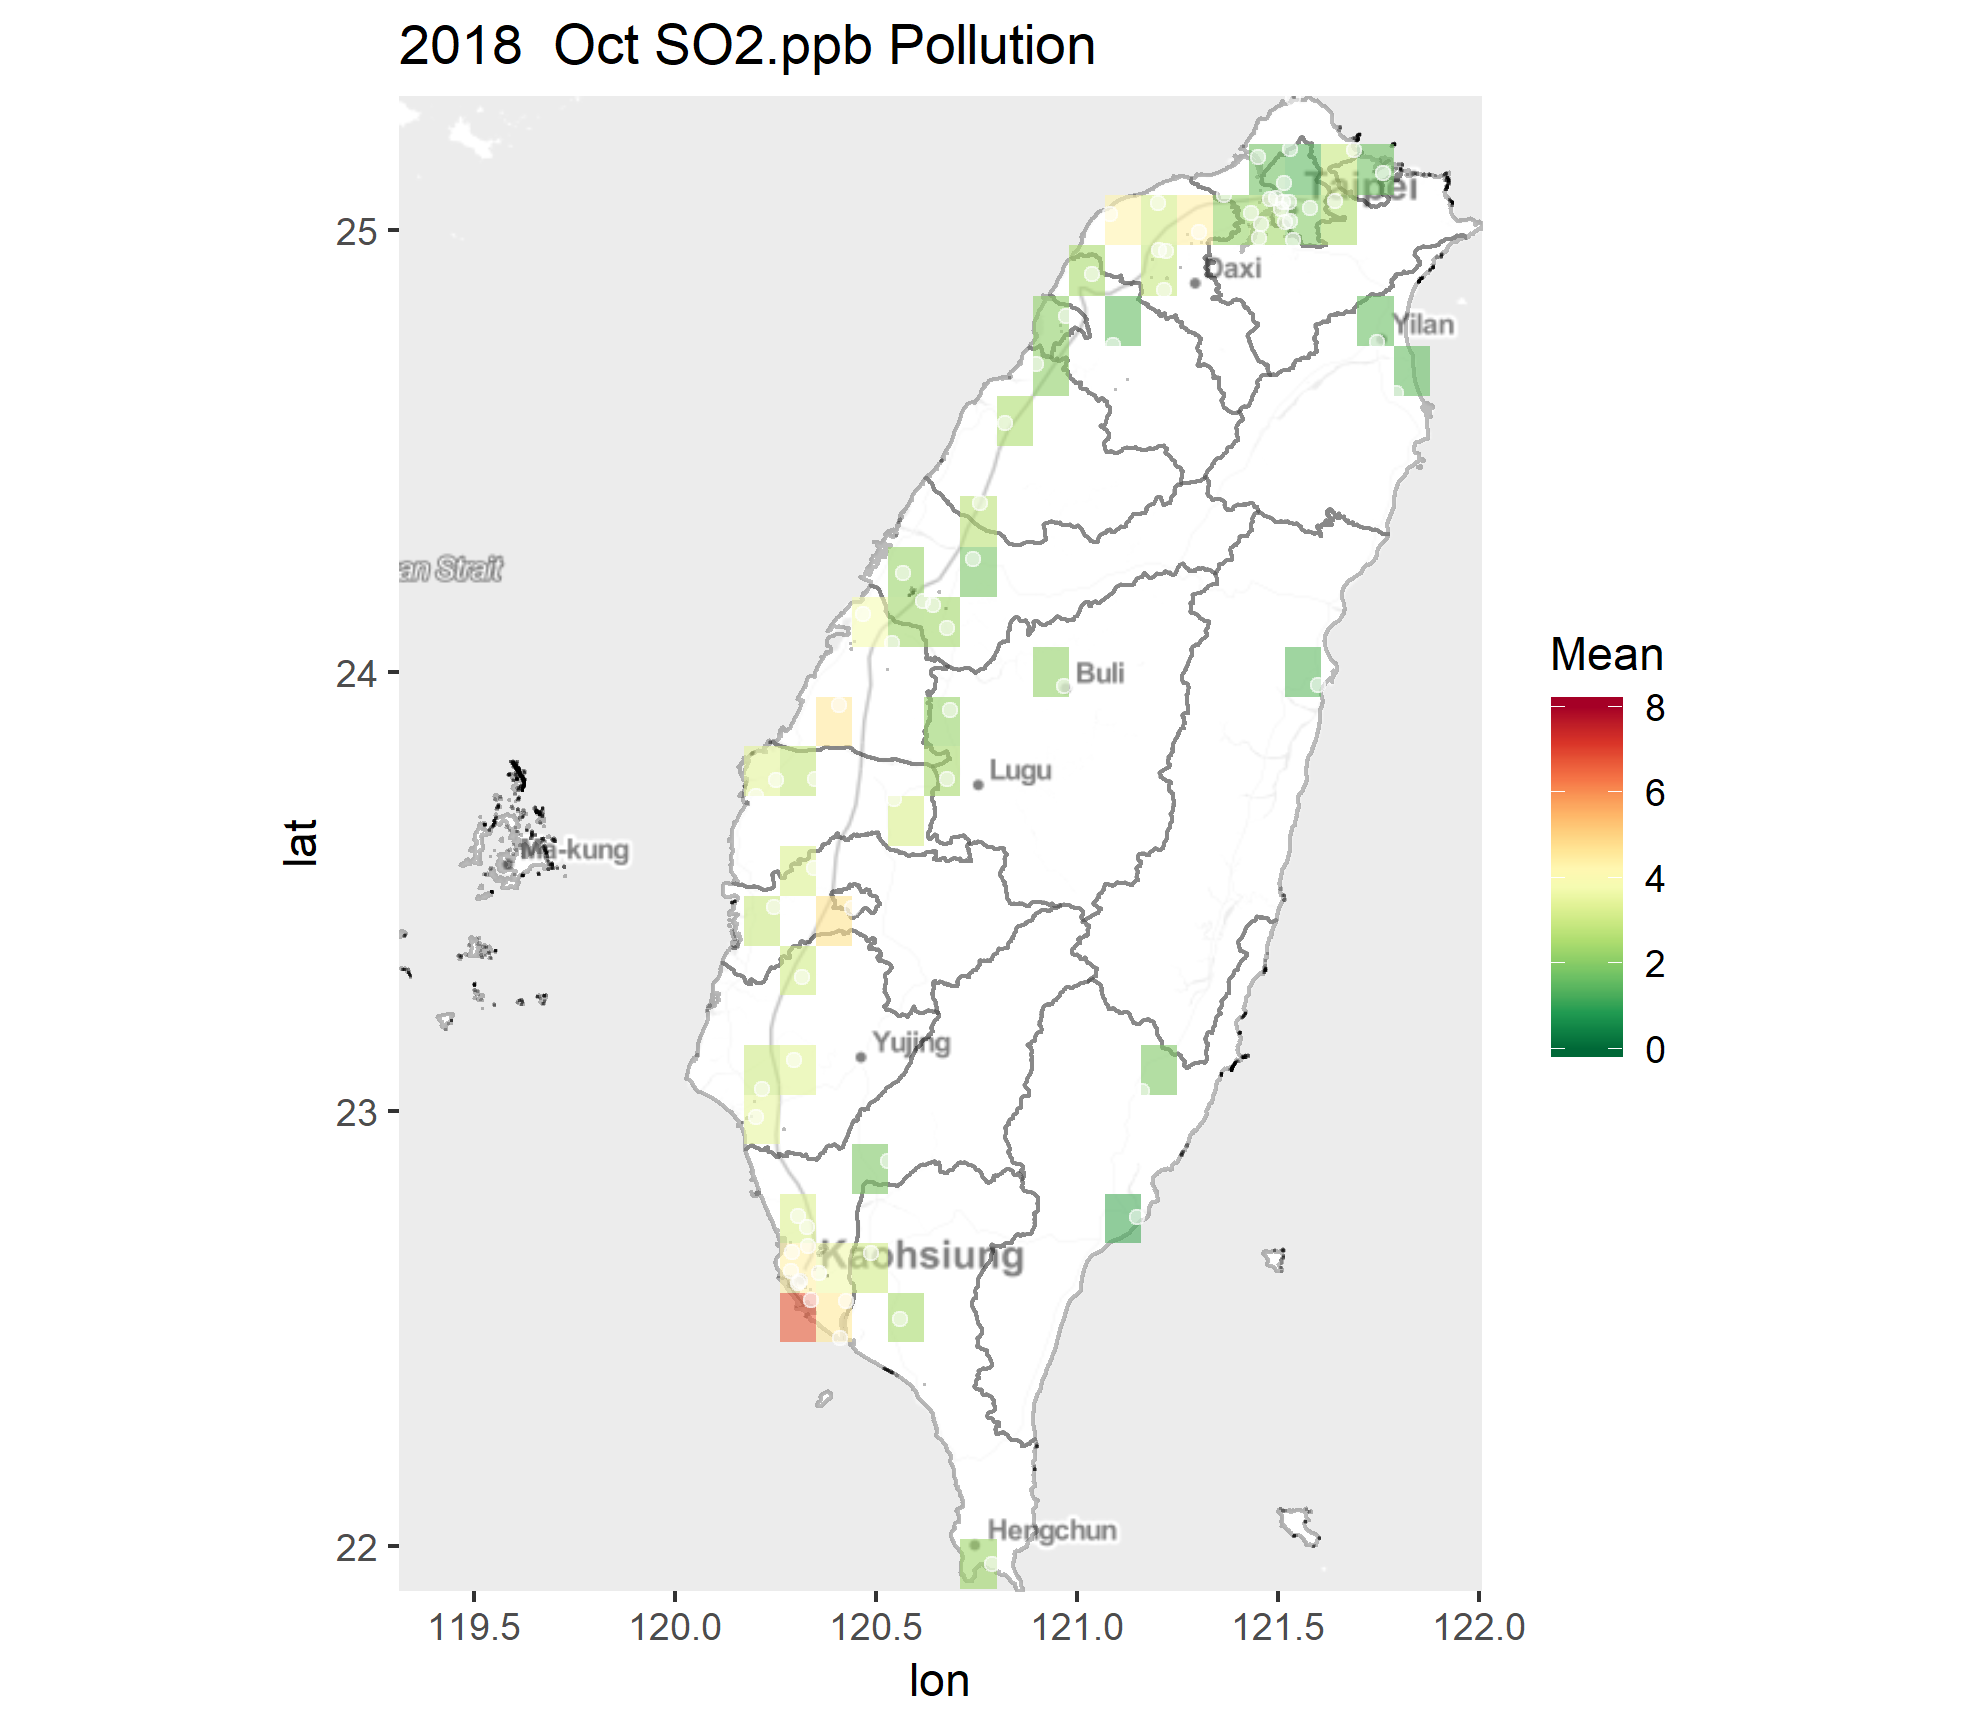 2018  Oct SO2.ppb Pollution
Taipei
25
Daxi
Yilan
an Strait
24
Buli
Mean
8
Lugu
6
lat
Ma-kung
4
2
Yujing
0
23
Kaohsiung
Hengchun
22
119.5
120.0
120.5
121.0
121.5
122.0
lon